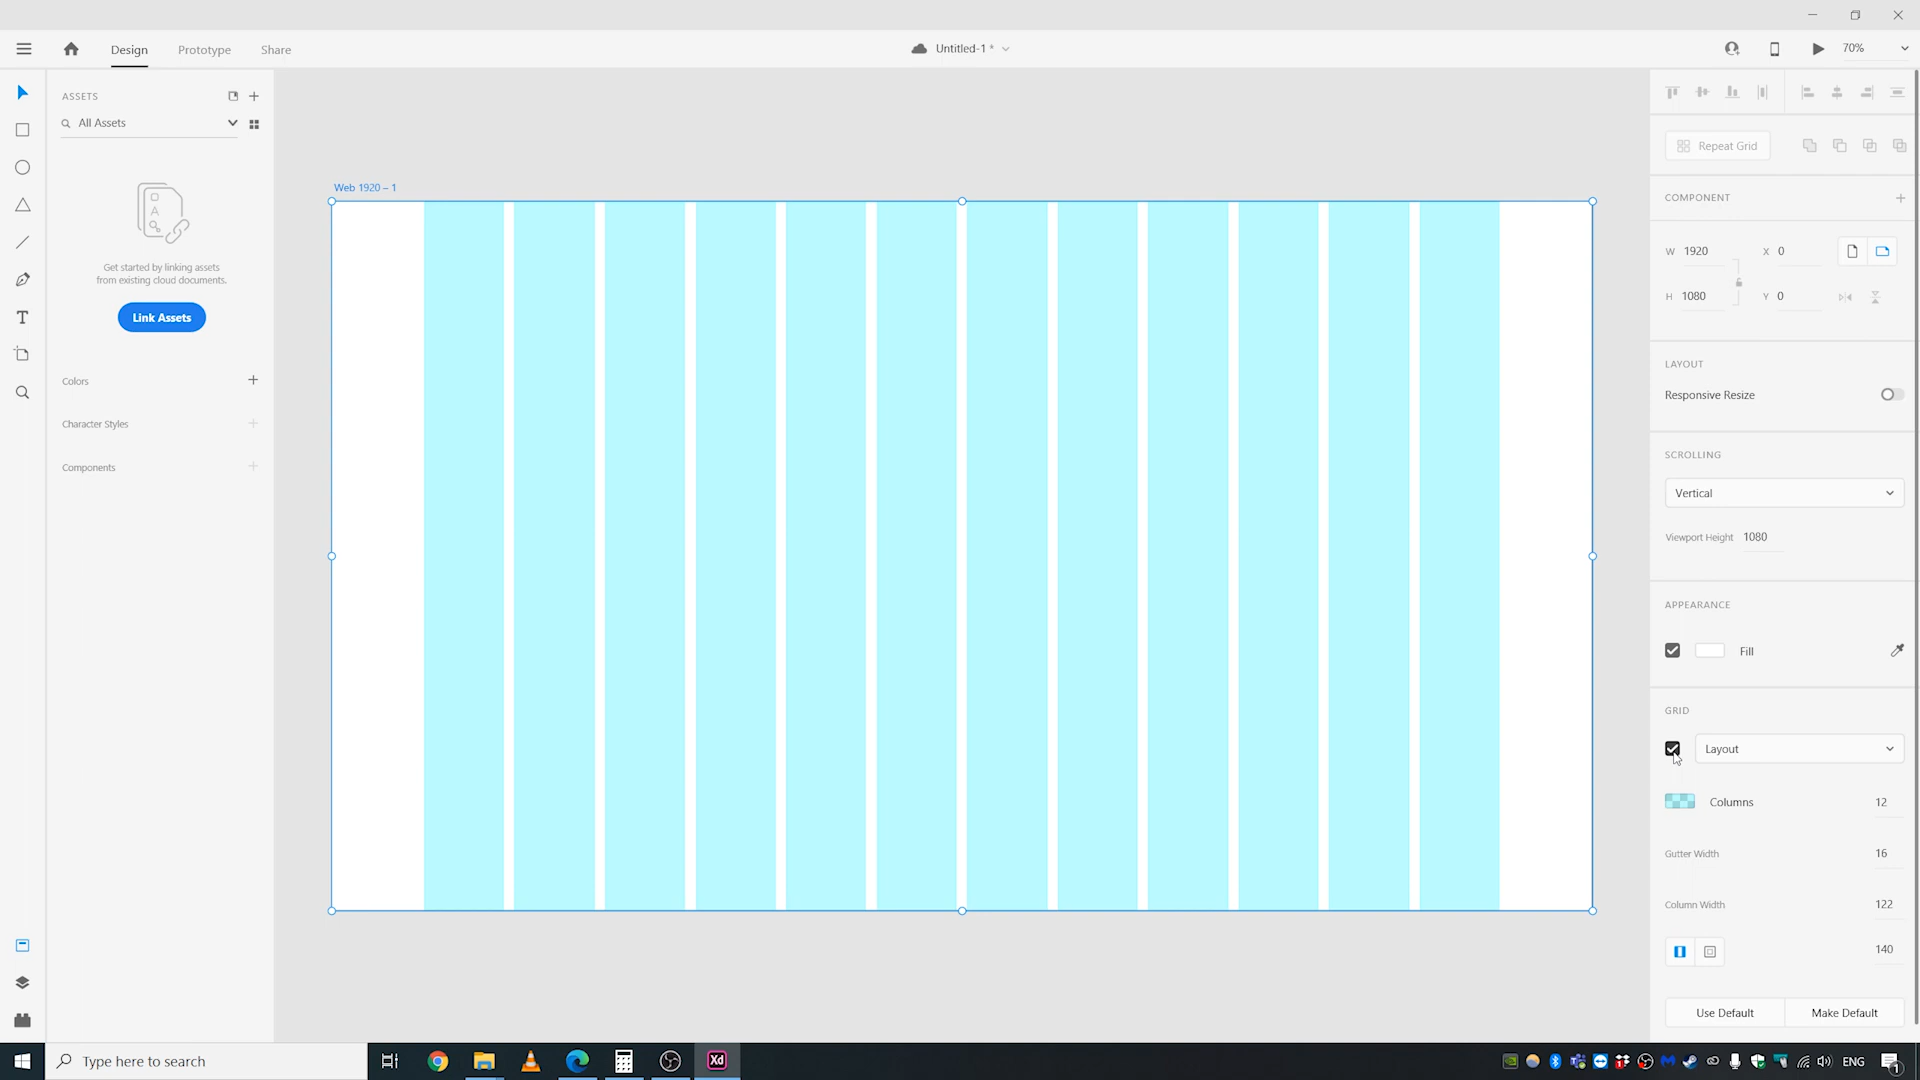 Design
Prototype
Share
Untitled-1 *
70%
ASSETS
All Assets
Get started by linking assets
from existing cloud documents.
Link Assets
Colors
Character Styles
Components
Web 1920 – 1
Repeat Grid
COMPONENT
W 1920 X 0
H 1080 Y 0
LAYOUT
Responsive Resize
SCROLLING
Vertical
Viewport Height 1080
APPEARANCE
Fill
GRID
Layout
Columns 12
Gutter Width 16
Column Width 122
140
Use Default
Make Default
Type here to search
Xd
ENG
1